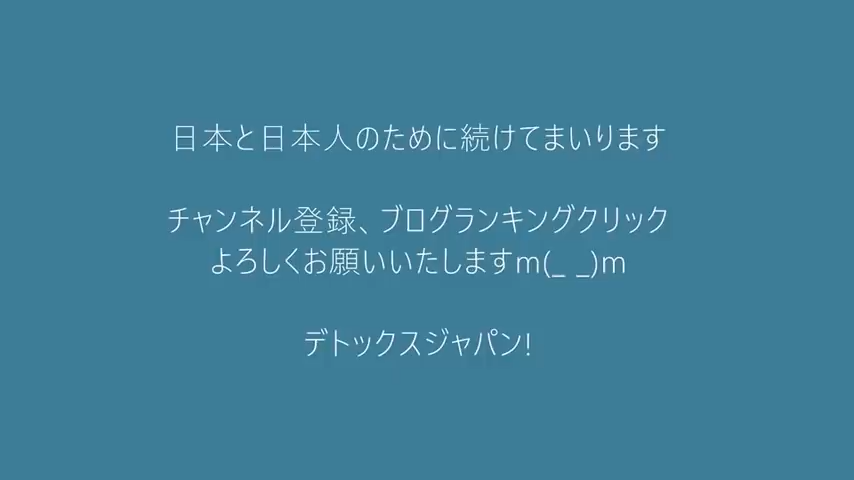 日本と日本人のために続けてまいります
チャンネル登録、ブログランキングクリック
よろしくお願いいたしますm(_ _)m
デトックスジャパン!